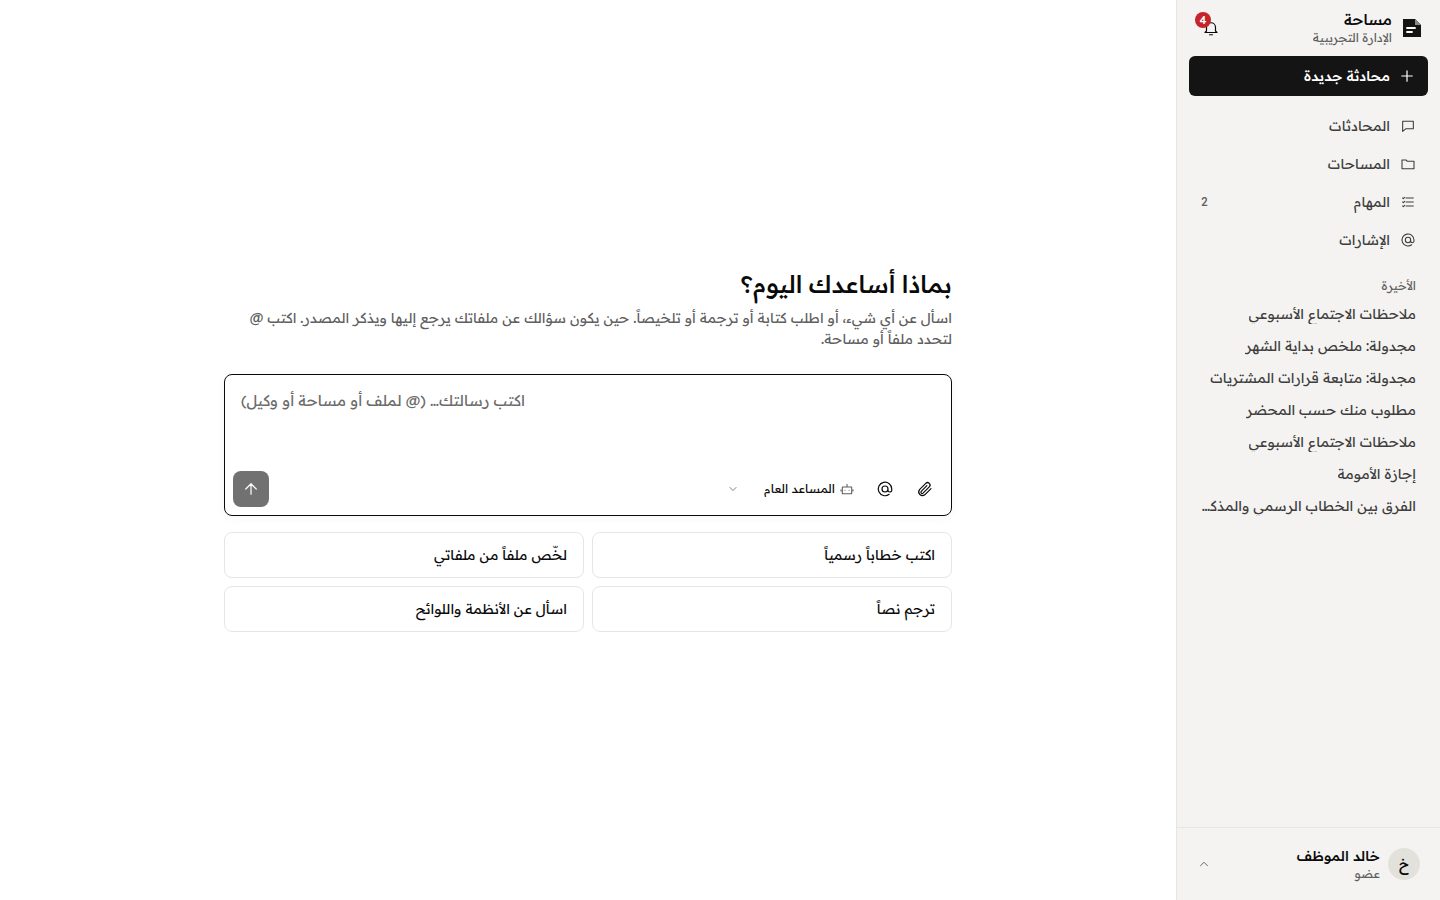 مساحة
الإدارة التجريبية
4
محادثة جديدة
المحادثات
المساحات
المهام 2
الإشارات
الأخيرة
ملاحظات الاجتماع الأسبوعي
مجدولة: ملخص بداية الشهر
مجدولة: متابعة قرارات المشتريات
مطلوب منك حسب المحضر
ملاحظات الاجتماع الأسبوعي
إجازة الأمومة
الفرق بين الخطاب الرسمي والمذك...
خ
خالد الموظف
عضو
بماذا أساعدك اليوم؟
اسأل عن أي شيء، أو اطلب كتابة أو ترجمة أو تلخيصاً. حين يكون سؤالك عن ملفاتك يرجع إليها ويذكر المصدر. اكتب @
لتحدد ملفاً أو مساحة.
اكتب رسالتك... (@ لملف أو مساحة أو وكيل)
المساعد العام
اكتب خطاباً رسمياً
لخّص ملفاً من ملفاتي
ترجم نصاً
اسأل عن الأنظمة واللوائح